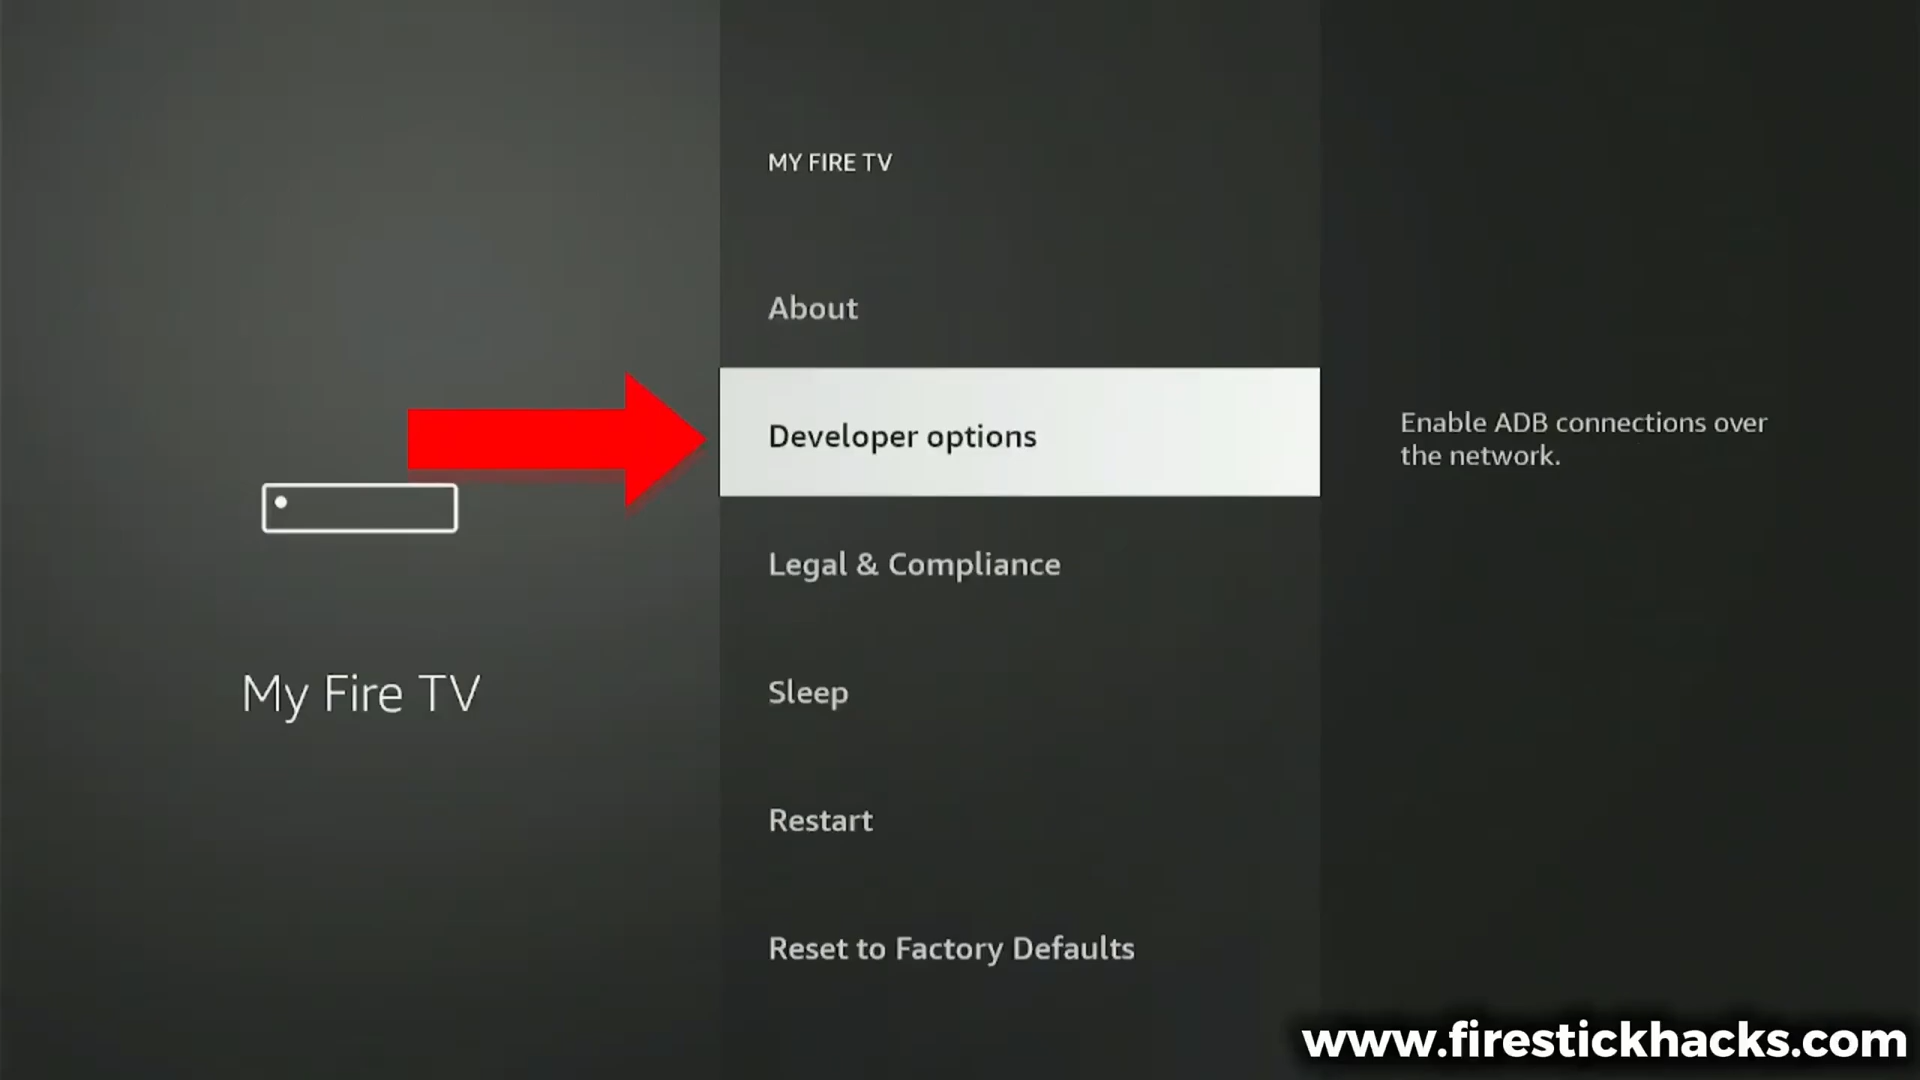 MY FIRE TV
About
Developer options
Enable ADB connections over
the network.
Legal & Compliance
My Fire TV
Sleep
Restart
Reset to Factory Defaults
www.firestickhacks.com